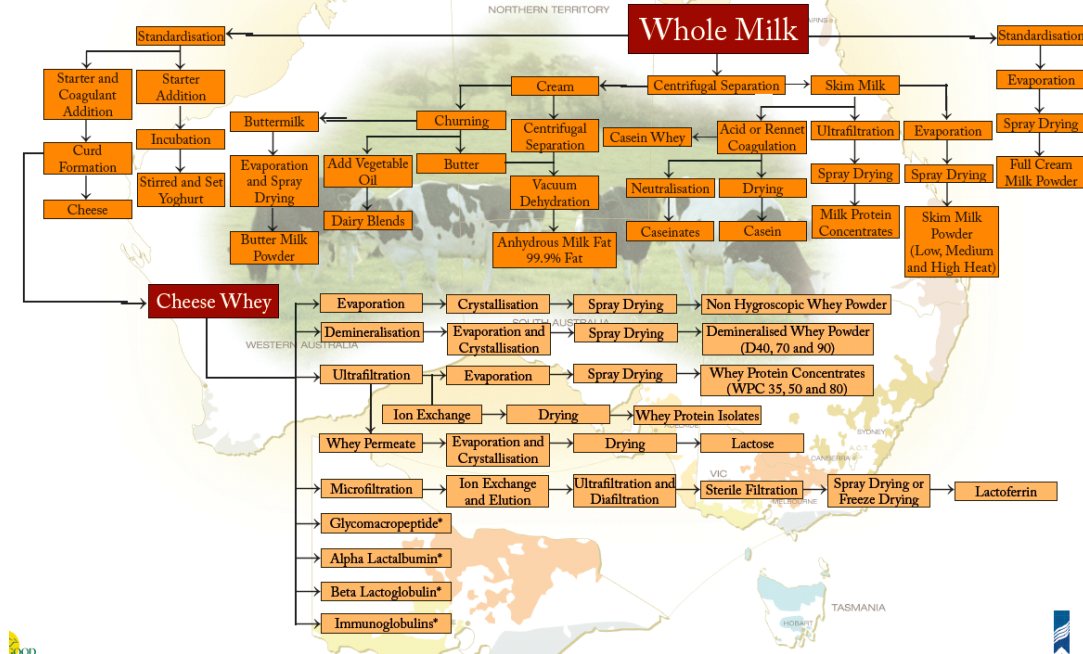 NORTHERN TERRITORY
Whole Milk
Standardisation
Standardisation
Starter and
Coagulant
Addition
Starter
Addition
Cream
Centrifugal Separation
Skim Milk
Evaporation
Buttermilk
Churning
Centrifugal
Separation
Casein Whey
Acid or Rennet
Coagulation
Ultrafiltration
Evaporation
Spray Drying
Curd
Formation
Incubation
Evaporation
and Spray
Drying
Add Vegetable
Oil
Butter
Vacuum
Dehydration
Neutralisation
Drying
Spray Drying
Spray Drying
Full Cream
Milk Powder
Cheese
Stirred and Set
Yoghurt
Butter Milk
Powder
Dairy Blends
Anhydrous Milk Fat
99.9% Fat
Caseinates
Casein
Milk Protein
Concentrates
Skim Milk
Powder
(Low, Medium
and High Heat)
Cheese Whey
Evaporation
Crystallisation
Spray Drying
Non Hygroscopic Whey Powder
SOUTH AUSTRALIA
WESTERN AUSTRALIA
Demineralisation
Evaporation and
Crystallisation
Spray Drying
Demineralised Whey Powder
(D40, 70 and 90)
Ultrafiltration
Evaporation
Spray Drying
Whey Protein Concentrates
(WPC 35, 50 and 80)
Ion Exchange
Drying
Whey Protein Isolates
ADELAIDE
SYDNEY
A.C.T.
CANBERRA
Whey Permeate
Evaporation and
Crystallisation
Drying
Lactose
VIC
Microfiltration
Ion Exchange
and Elution
Ultrafiltration and
Diafiltration
Sterile Filtration
Spray Drying or
Freeze Drying
Lactoferrin
MELBOURNE
Glycomacropeptide*
Alpha Lactalbumin*
Beta Lactoglobulin*
Immunoglobulins*
TASMANIA
HOBART